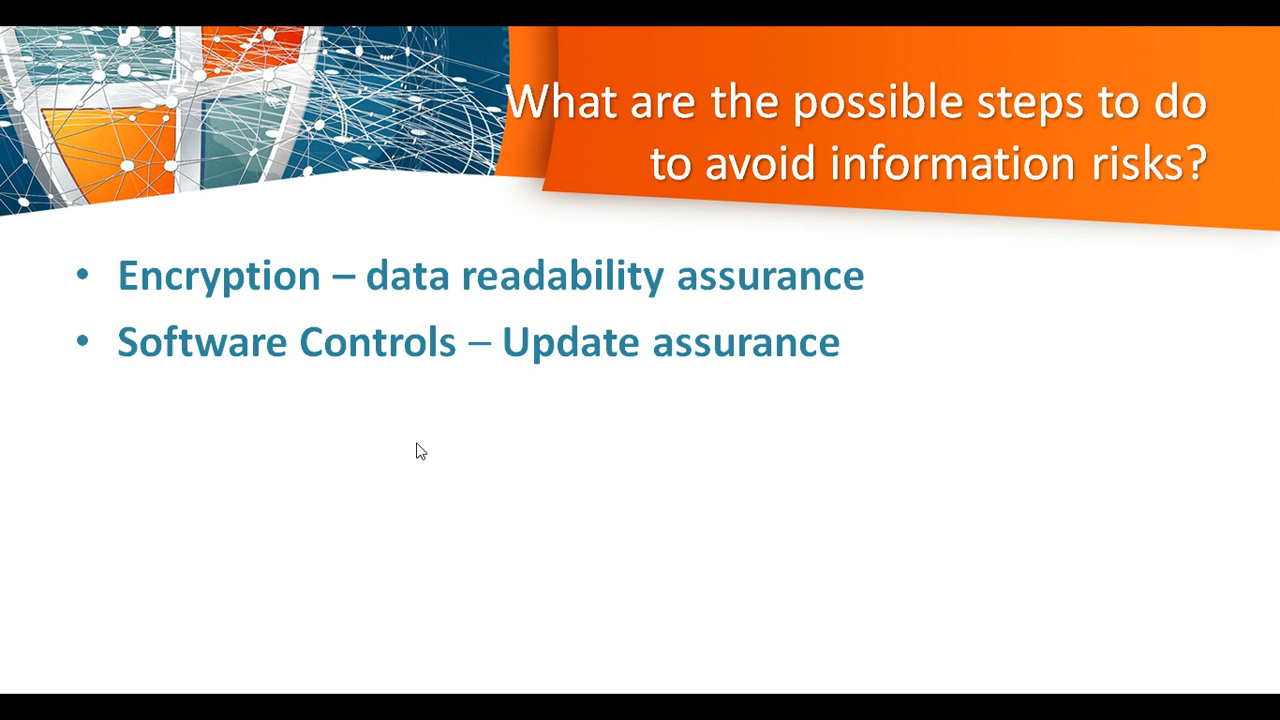 What are the possible steps to do
to avoid information risks?
• Encryption – data readability assurance
• Software Controls – Update assurance